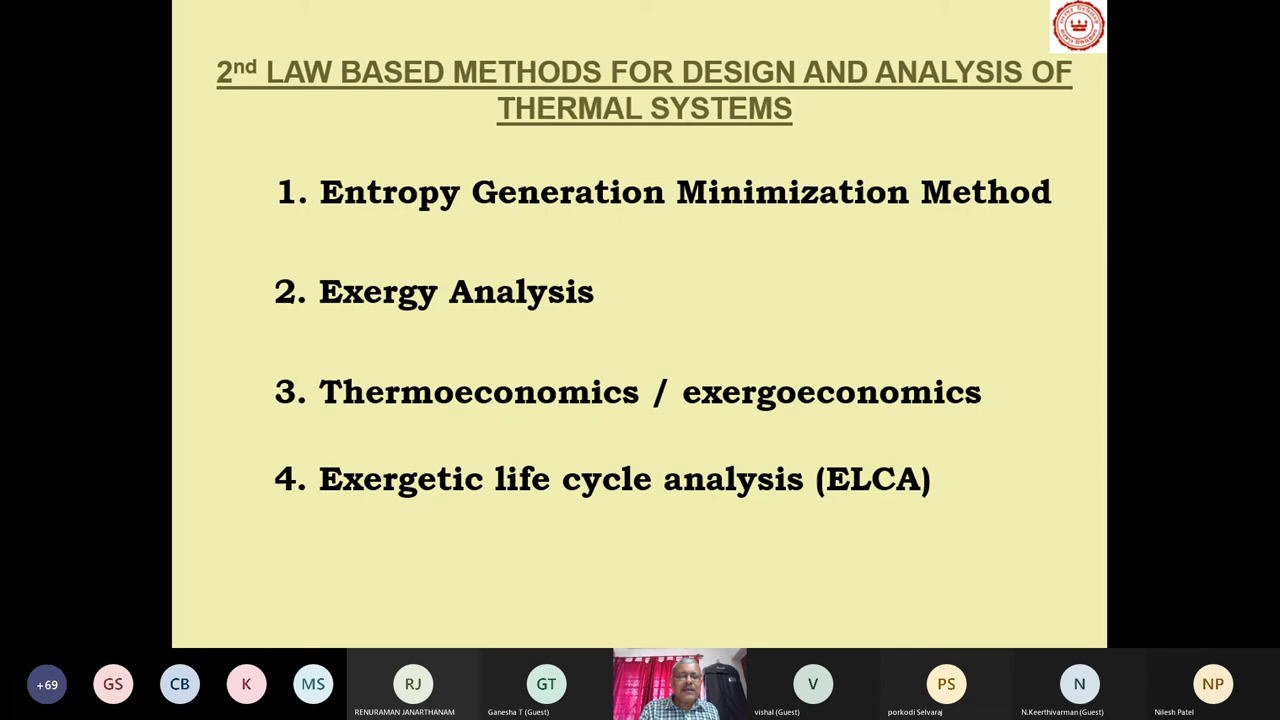 2nd LAW BASED METHODS FOR DESIGN AND ANALYSIS OF
THERMAL SYSTEMS
1. Entropy Generation Minimization Method
2. Exergy Analysis
3. Thermoeconomics / exergoeconomics
4. Exergetic life cycle analysis (ELCA)
+69 GS CB K MS RJ GT V PS N NP
RENURAMAN JANARTHANAM Ganesha T (Guest) vishal (Guest) porkodi Selvaraj N.Keerthivarman (Guest) Nilesh Patel